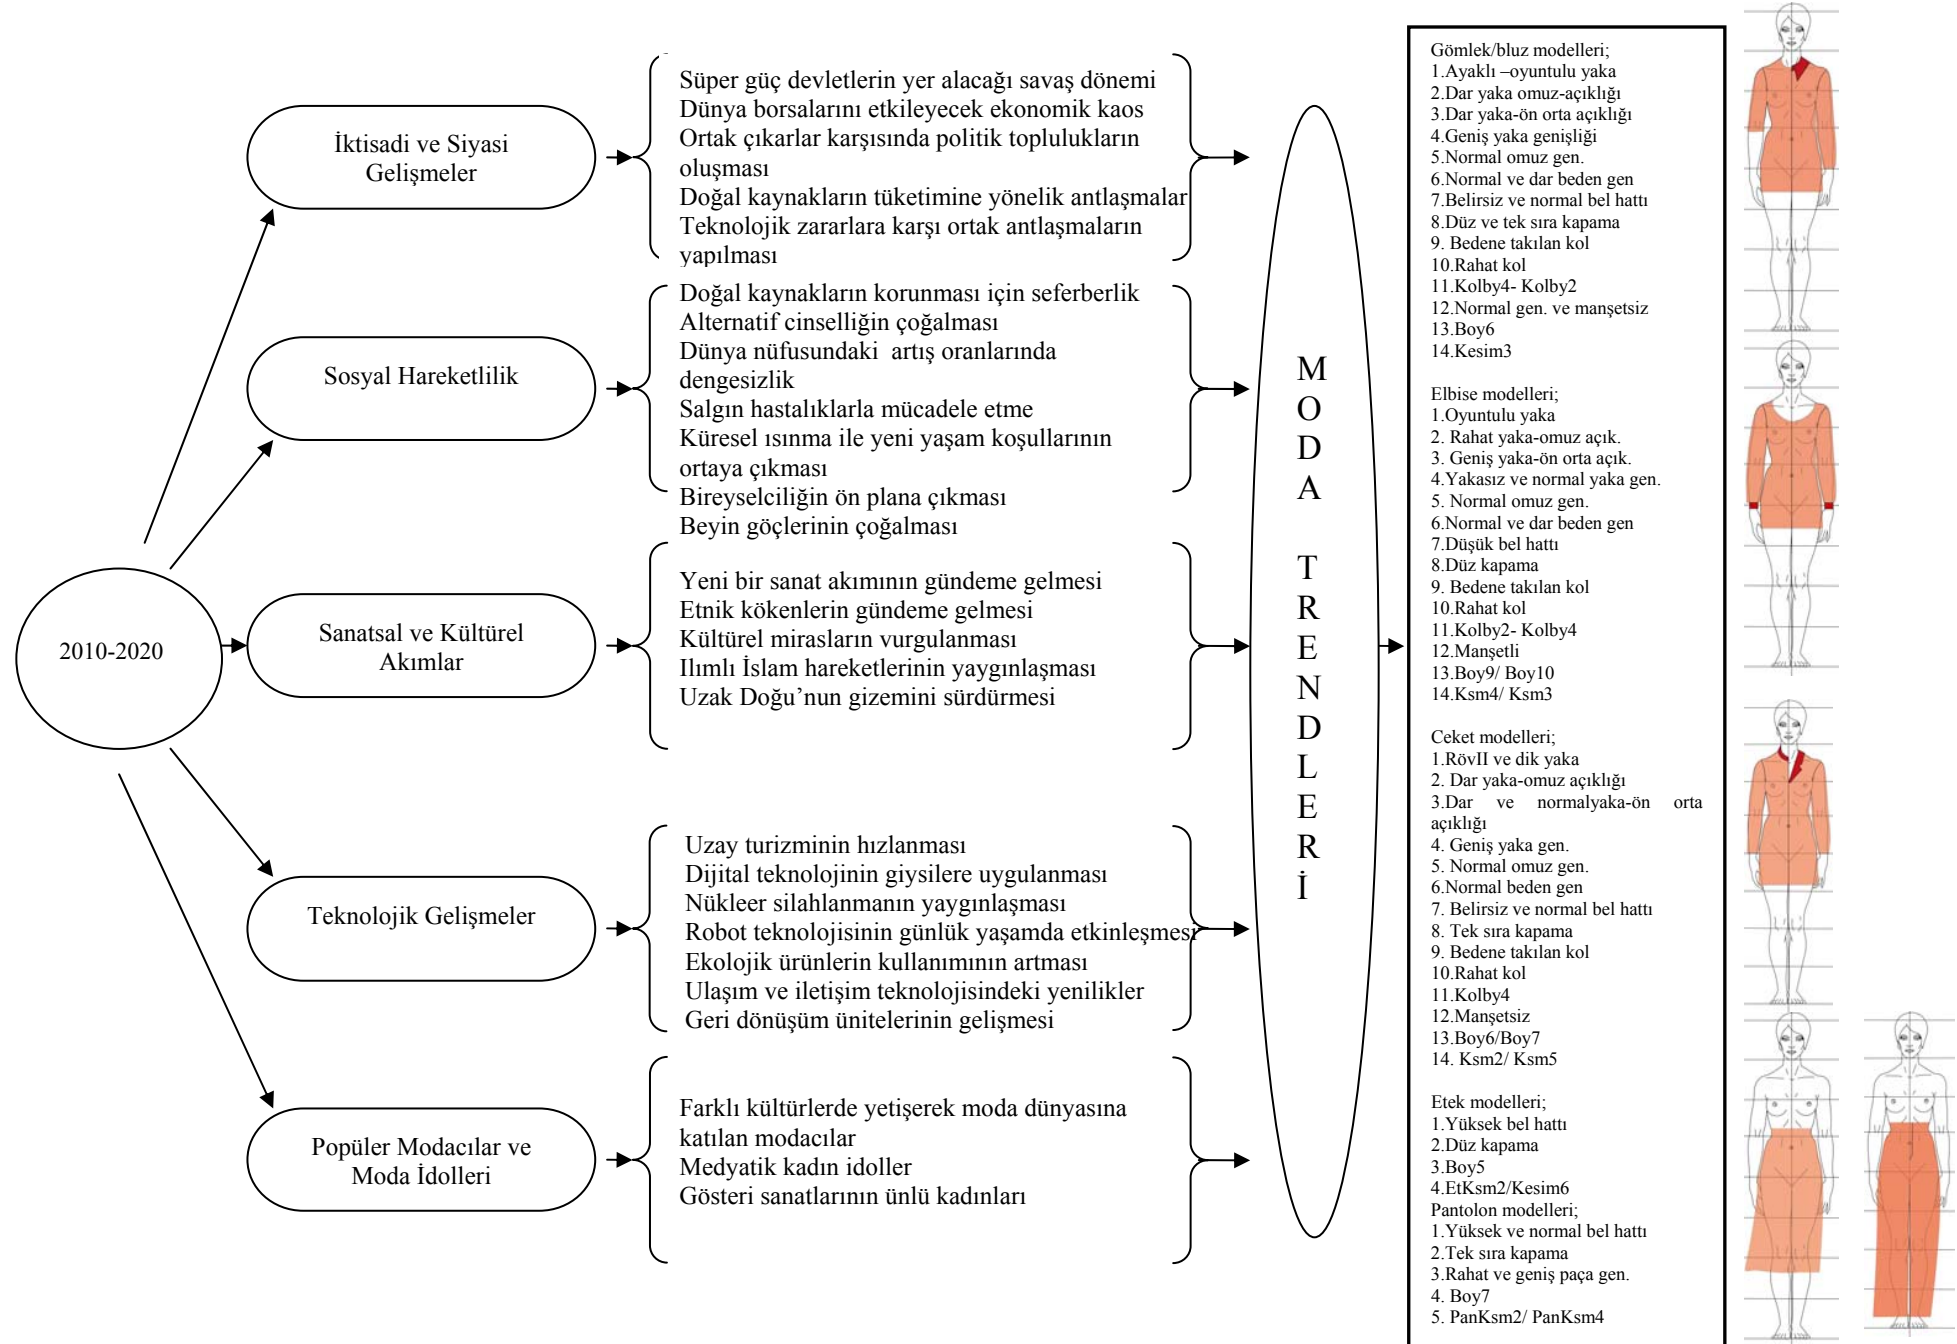 2010-2020
İktisadi ve Siyasi
Gelişmeler
Süper güç devletlerin yer alacağı savaş dönemi
Dünya borsalarını etkileyecek ekonomik kaos
Ortak çıkarlar karşısında politik toplulukların
oluşması
Doğal kaynakların tüketimine yönelik antlaşmalar
Teknolojik zararlara karşı ortak antlaşmaların
yapılması
Sosyal Hareketlilik
Doğal kaynakların korunması için seferberlik
Alternatif cinselliğin çoğalması
Dünya nüfusundaki artış oranlarında
dengesizlik
Salgın hastalıklarla mücadele etme
Küresel ısınma ile yeni yaşam koşullarının
ortaya çıkması
Bireyselciliğin ön plana çıkması
Beyin göçlerinin çoğalması
Sanatsal ve Kültürel
Akımlar
Yeni bir sanat akımının gündeme gelmesi
Etnik kökenlerin gündeme gelmesi
Kültürel mirasların vurgulanması
Ilımlı İslam hareketlerinin yaygınlaşması
Uzak Doğu’nun gizemini sürdürmesi
Teknolojik Gelişmeler
Uzay turizminin hızlanması
Dijital teknolojinin giysilere uygulanması
Nükleer silahlanmanın yaygınlaşması
Robot teknolojisinin günlük yaşamda etkinleşmesi
Ekolojik ürünlerin kullanımının artması
Ulaşım ve iletişim teknolojisindeki yenilikler
Geri dönüşüm ünitelerinin gelişmesi
Popüler Modacılar ve
Moda İdolleri
Farklı kültürlerde yetişerek moda dünyasına
katılan modacılar
Medyatik kadın idoller
Gösteri sanatlarının ünlü kadınları
M
O
D
A
T
R
E
N
D
L
E
R
İ
Gömlek/bluz modelleri;
1.Ayaklı –oyuntulu yaka
2.Dar yaka omuz-açıklığı
3.Dar yaka-ön orta açıklığı
4.Geniş yaka genişliği
5.Normal omuz gen.
6.Normal ve dar beden gen
7.Belirsiz ve normal bel hattı
8.Düz ve tek sıra kapama
9. Bedene takılan kol
10.Rahat kol
11.Kolby4- Kolby2
12.Normal gen. ve manşetsiz
13.Boy6
14.Kesim3
Elbise modelleri;
1.Oyuntulu yaka
2. Rahat yaka-omuz açık.
3. Geniş yaka-ön orta açık.
4.Yakasız ve normal yaka gen.
5. Normal omuz gen.
6.Normal ve dar beden gen
7.Düşük bel hattı
8.Düz kapama
9. Bedene takılan kol
10.Rahat kol
11.Kolby2- Kolby4
12.Manşetli
13.Boy9/ Boy10
14.Ksm4/ Ksm3
Ceket modelleri;
1.RövII ve dik yaka
2. Dar yaka-omuz açıklığı
3.Dar ve normalyaka-ön orta
açıklığı
4. Geniş yaka gen.
5. Normal omuz gen.
6.Normal beden gen
7. Belirsiz ve normal bel hattı
8. Tek sıra kapama
9. Bedene takılan kol
10.Rahat kol
11.Kolby4
12.Manşetsiz
13.Boy6/Boy7
14. Ksm2/ Ksm5
Etek modelleri;
1.Yüksek bel hattı
2.Düz kapama
3.Boy5
4.EtKsm2/Kesim6
Pantolon modelleri;
1.Yüksek ve normal bel hattı
2.Tek sıra kapama
3.Rahat ve geniş paça gen.
4. Boy7
5. PanKsm2/ PanKsm4